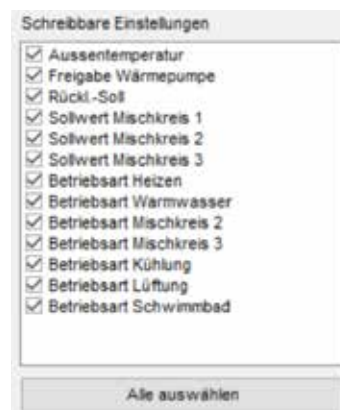 Schreibbare Einstellungen
Aussentemperatur
Freigabe Wärmepumpe
Rückl.-Soll
Sollwert Mischkreis 1
Sollwert Mischkreis 2
Sollwert Mischkreis 3
Betriebsart Heizen
Betriebsart Warmwasser
Betriebsart Mischkreis 2
Betriebsart Mischkreis 3
Betriebsart Kühlung
Betriebsart Lüftung
Betriebsart Schwimmbad
Alle auswählen